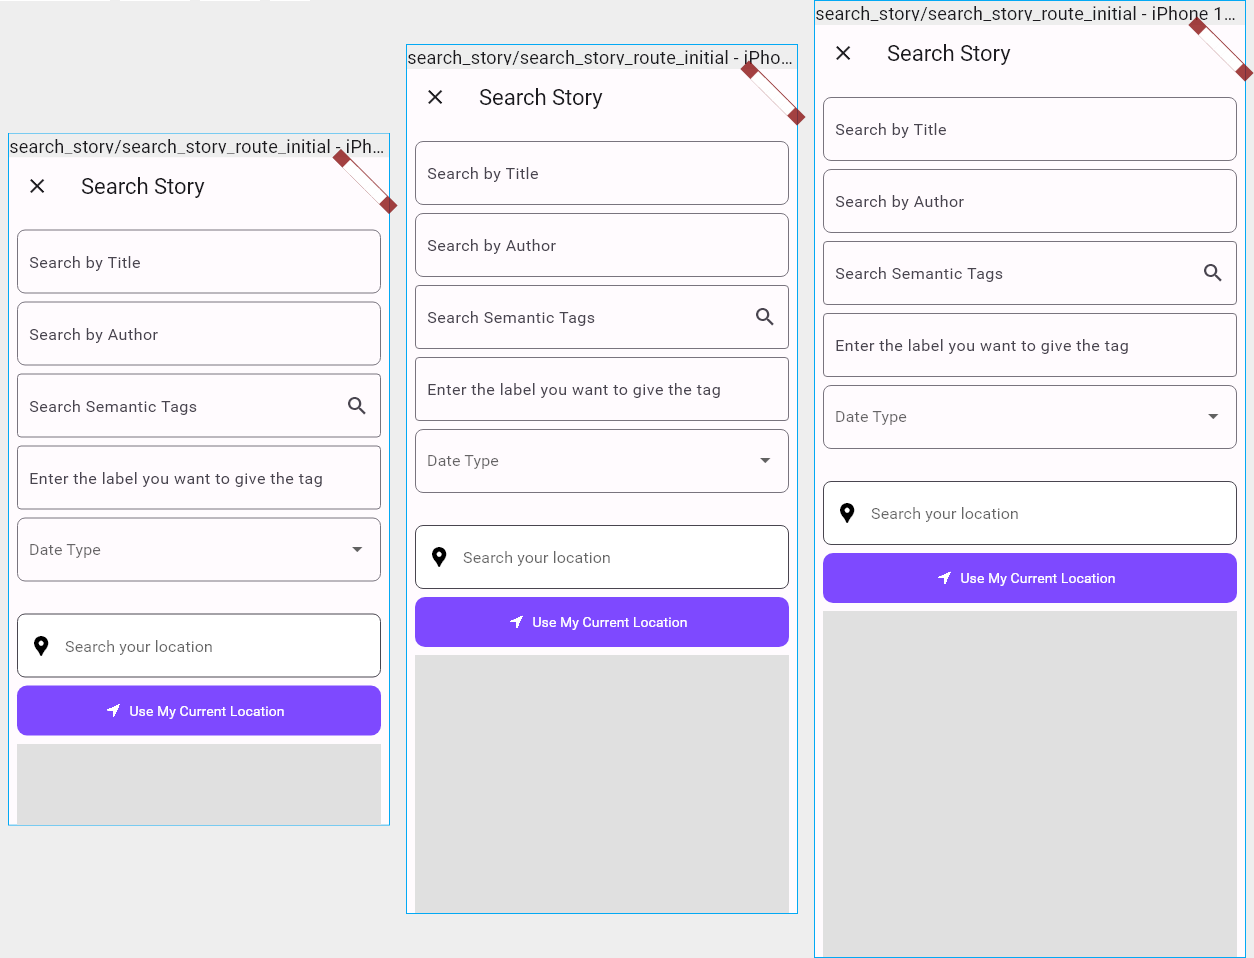 search_story/search_story_route_initial - iPh...
Search Story
Search by Title
Search by Author
Search Semantic Tags
Enter the label you want to give the tag
Date Type
Search your location
Use My Current Location
search_story/search_story_route_initial - iPho...
Search Story
Search by Title
Search by Author
Search Semantic Tags
Enter the label you want to give the tag
Date Type
Search your location
Use My Current Location
search_story/search_story_route_initial - iPhone 1...
Search Story
Search by Title
Search by Author
Search Semantic Tags
Enter the label you want to give the tag
Date Type
Search your location
Use My Current Location